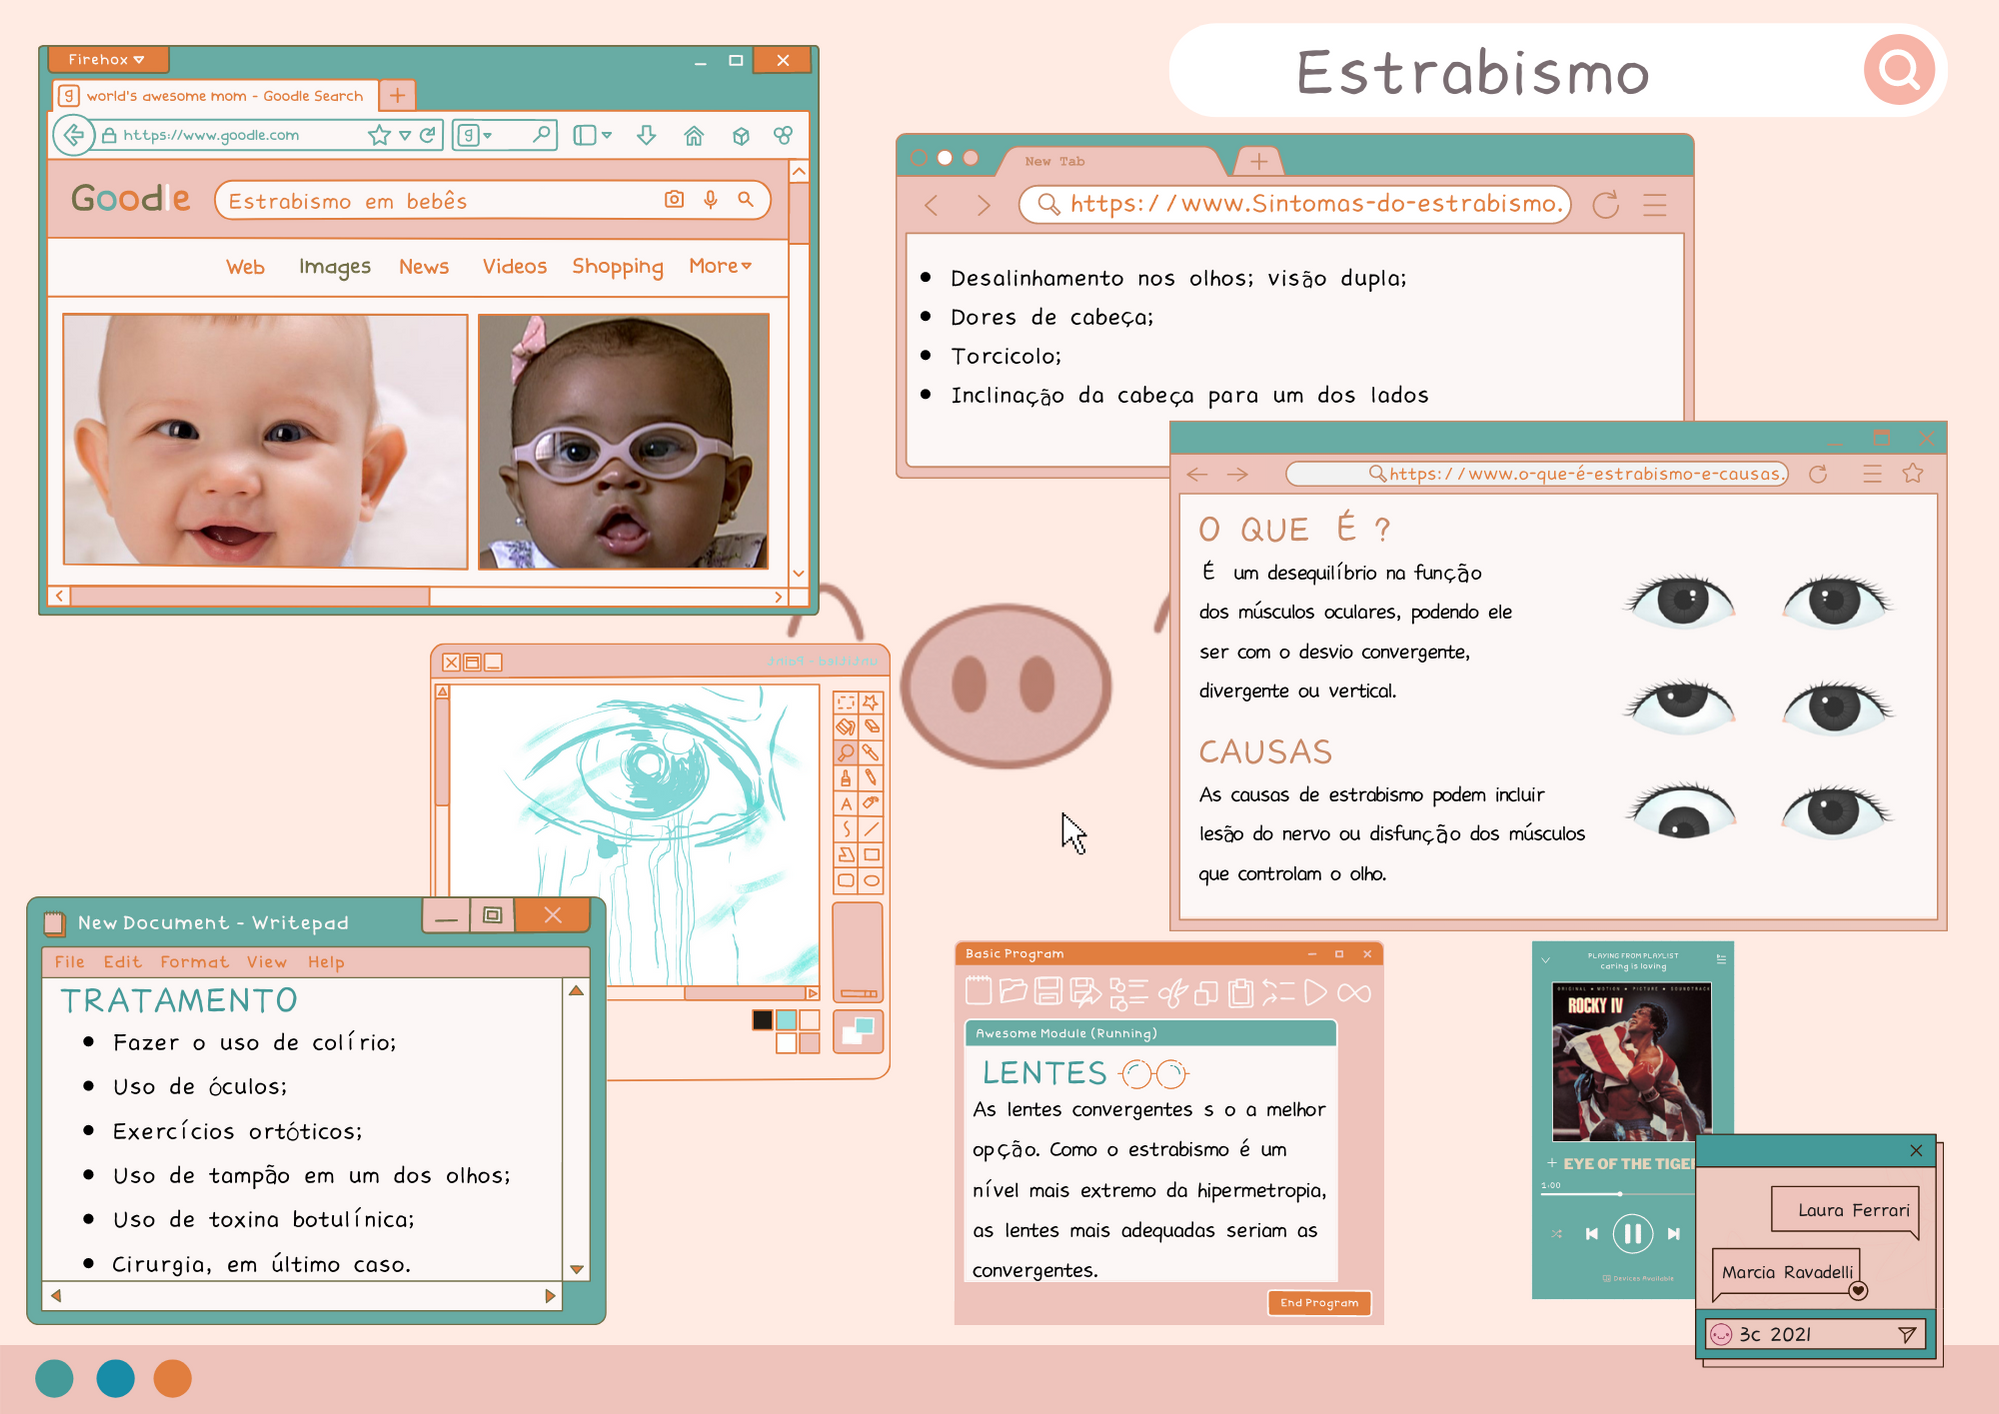 Estrabismo
Firehox
world's awesome mom - Goodle Search
https://www.goodle.com
g
Goodle
Estrabismo em bebês
Web Images News Videos Shopping More
New Tab
https://www.Sintomas-do-estrabismo.
Desalinhamento nos olhos; visão dupla;
Dores de cabeça;
Torcicolo;
Inclinação da cabeça para um dos lados
https://www.o-que-é-estrabismo-e-causas.
O QUE É ?
É um desequilíbrio na função
dos músculos oculares, podendo ele
ser com o desvio convergente,
divergente ou vertical.
CAUSAS
As causas de estrabismo podem incluir
lesão do nervo ou disfunção dos músculos
que controlam o olho.
untitled - Paint
A
New Document - Writepad
File Edit Format View Help
TRATAMENTO
Fazer o uso de colírio;
Uso de óculos;
Exercícios ortóticos;
Uso de tampão em um dos olhos;
Uso de toxina botulínica;
Cirurgia, em último caso.
Basic Program
Awesome Module (Running)
LENTES
As lentes convergentes s o a melhor
opção. Como o estrabismo é um
nível mais extremo da hipermetropia,
as lentes mais adequadas seriam as
convergentes.
End Program
PLAYING FROM PLAYLIST
caring is loving
ORIGINAL • MOTION • PICTURE • SOUNDTRACK
ROCKY IV
EYE OF THE TIGE
1:00
Devices Available
Laura Ferrari
Marcia Ravadelli
3c 2021